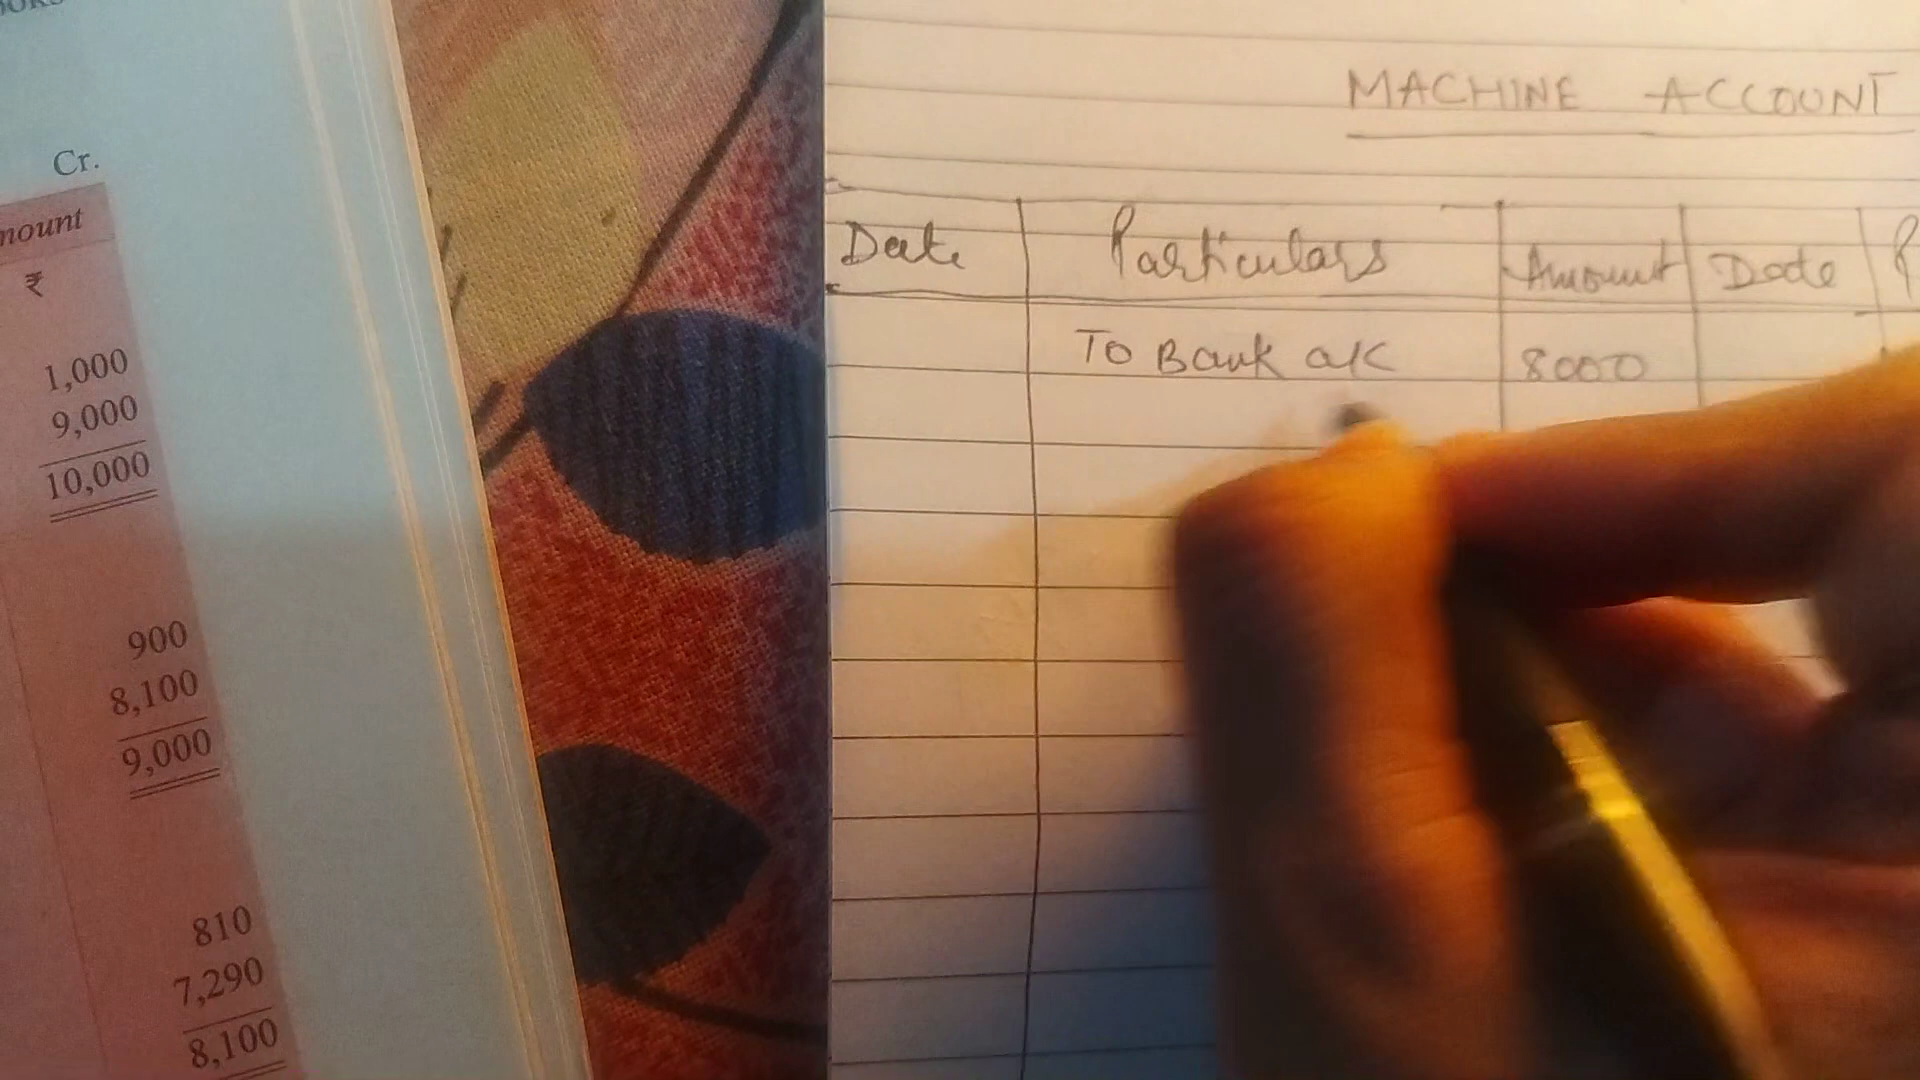 Cr.
₹
1,000
9,000
10,000
900
8,100
9,000
810
7,290
8,100
MACHINE ACCOUNT
Date Particulars Amount Date
To Bank a/c 8000